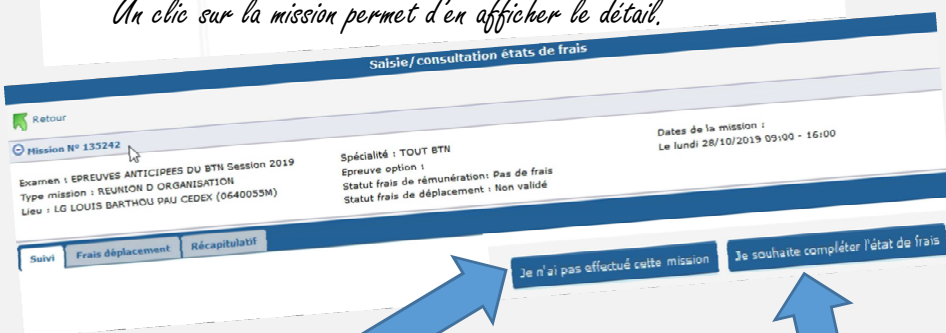 Un clic sur la mission permet d'en afficher le détail.
Saisie/consultation états de frais
Retour
Mission N° 135242
Examen : EPREUVES ANTICIPEES DU BTN Session 2019
Type mission : REUNION D ORGANISATION
Lieu : LG LOUIS BARTHOU PAU CEDEX (0640055M)
Spécialité : TOUT BTN
Epreuve option :
Statut frais de rémunération: Pas de frais
Statut frais de déplacement : Non validé
Dates de la mission :
Le lundi 28/10/2019 09:00 - 16:00
Suivi Frais déplacement Récapitulatif
Je n'ai pas effectué cette mission Je souhaite compléter l'état de frais